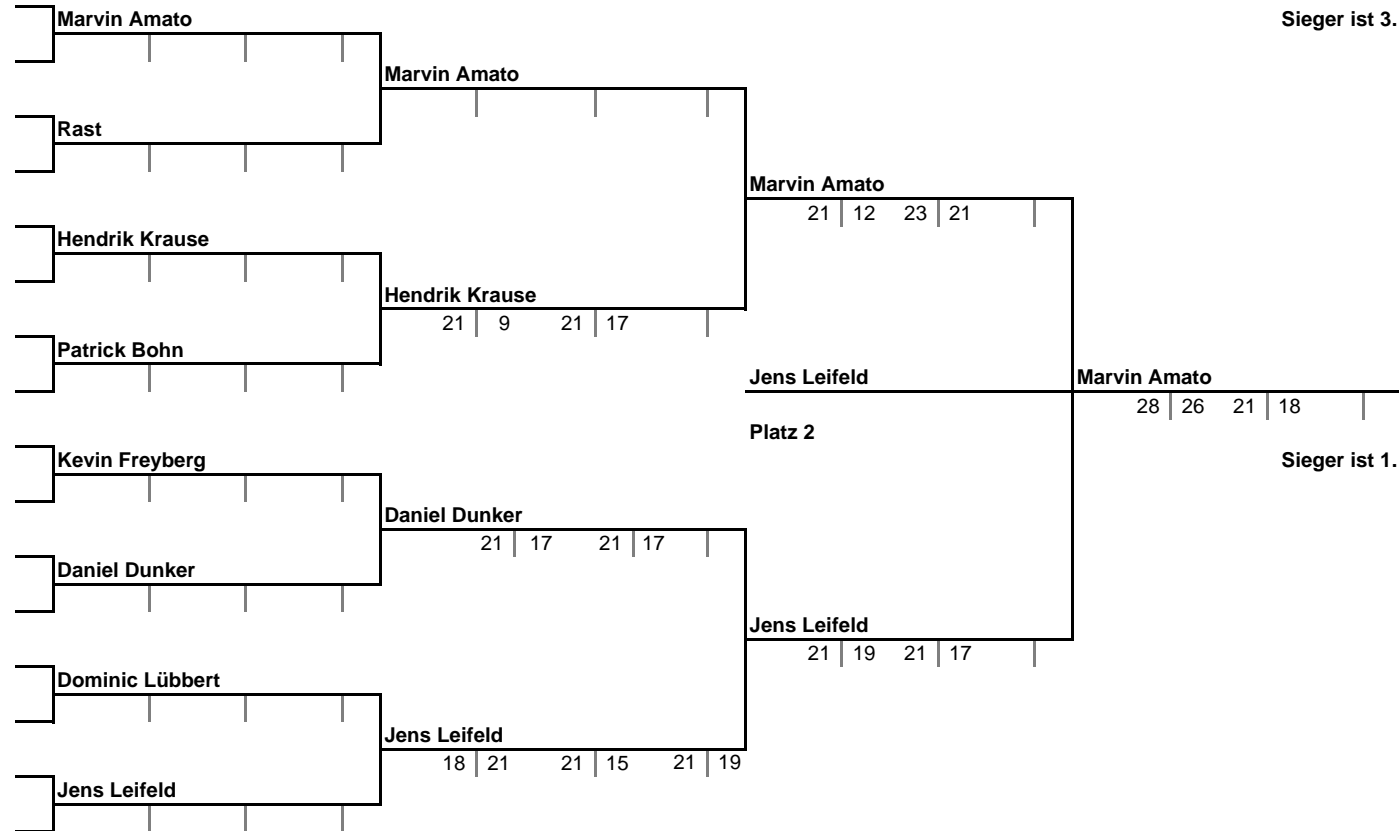 Marvin Amato
Sieger ist 3.
Marvin Amato
Rast
Marvin Amato
21 12 23 21
Hendrik Krause
Hendrik Krause
21 9 21 17
Patrick Bohn
Jens Leifeld
Marvin Amato
28 26 21 18
Platz 2
Kevin Freyberg
Sieger ist 1.
Daniel Dunker
21 17 21 17
Daniel Dunker
Jens Leifeld
21 19 21 17
Dominic Lübbert
Jens Leifeld
18 21 21 15 21 19
Jens Leifeld